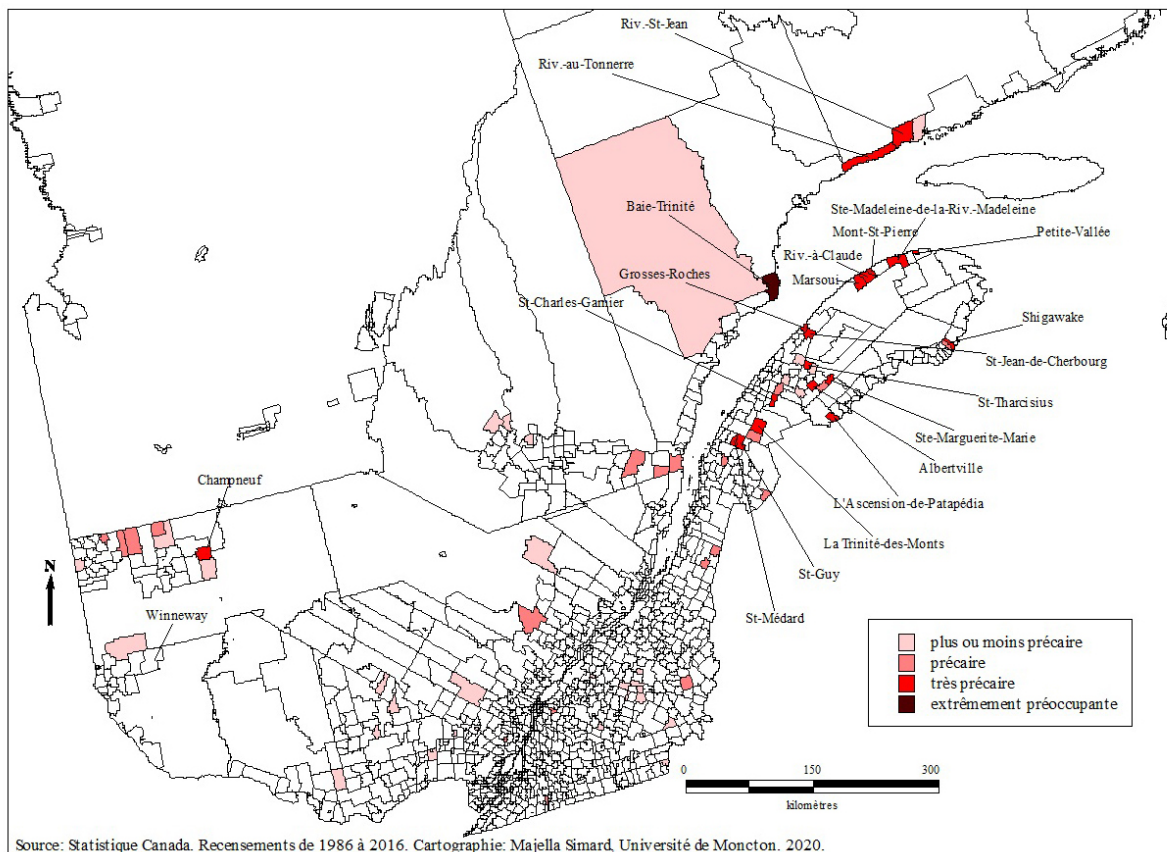 Riv.-St-Jean
Riv.-au-Tonnerre
Baie-Trinité
Ste-Madeleine-de-la-Riv.-Madeleine
Mont-St-Pierre
Petite-Vallée
Riv.-à-Claude
Grosses-Roches
Marsoui
St-Charles-Garnier
Shigawake
St-Jean-de-Cherbourg
St-Tharcisius
Ste-Marguerite-Marie
Albertville
Champneuf
L'Ascension-de-Patapédia
La Trinité-des-Monts
N
St-Guy
Winneway
St-Médard
plus ou moins précaire
précaire
très précaire
extrêmement préoccupante
0 150 300
kilomètres
Source: Statistique Canada. Recensements de 1986 à 2016. Cartographie: Majella Simard, Université de Moncton. 2020.